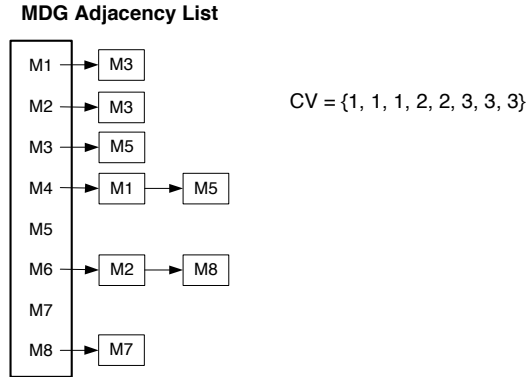 MDG Adjacency List
M1 M3
CV = {1, 1, 1, 2, 2, 3, 3, 3}
M2 M3
M3 M5
M4 M1 M5
M5
M6 M2 M8
M7
M8 M7